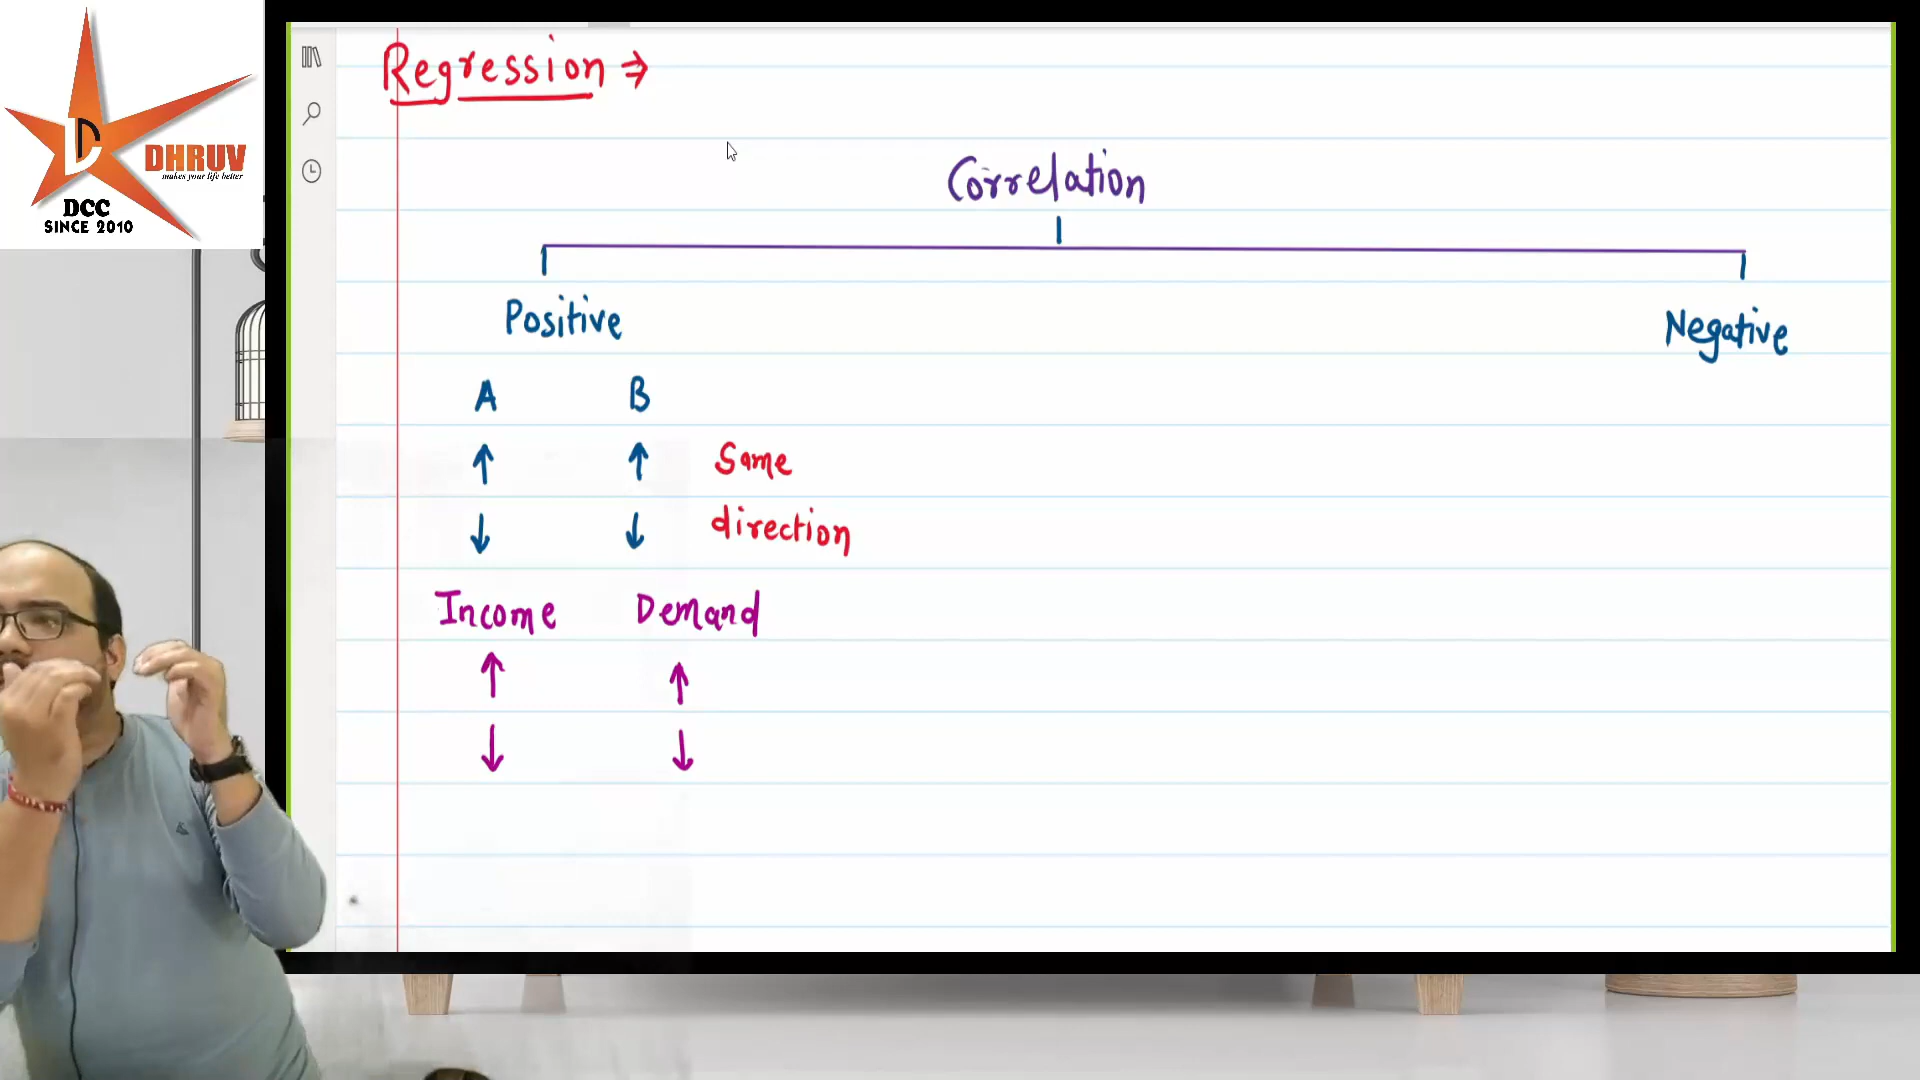 Regression ⇒
Correlation
Positive
Negative
A B
↑ ↑ Same
↓ ↓ direction
Income Demand
↑ ↑
↓ ↓
D
DHRUV
makes your life better
DCC
SINCE 2010